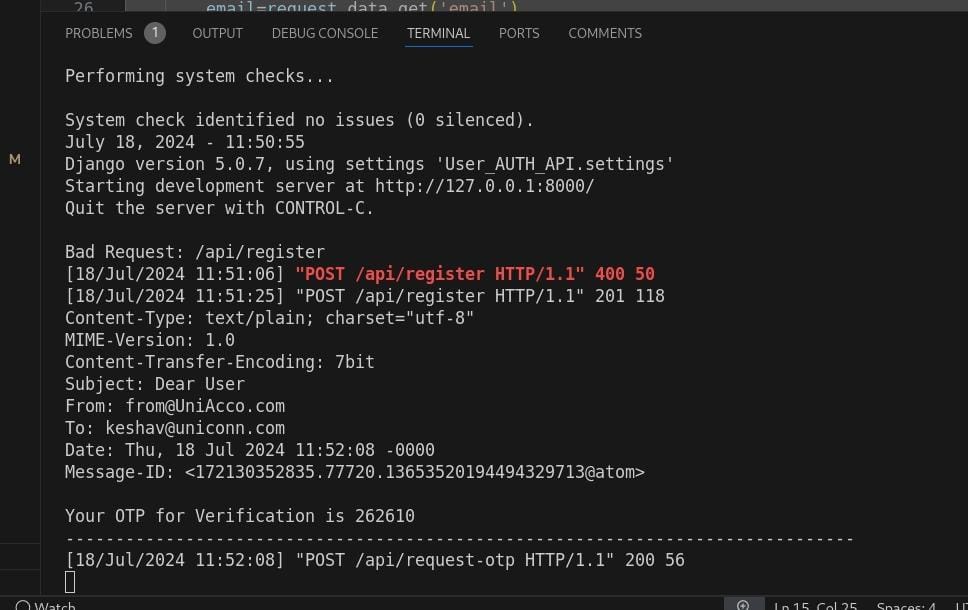 26 email=request.data.get('email')
PROBLEMS 1 OUTPUT DEBUG CONSOLE TERMINAL PORTS COMMENTS
Performing system checks...
System check identified no issues (0 silenced).
July 18, 2024 - 11:50:55
M
Django version 5.0.7, using settings 'User_AUTH_API.settings'
Starting development server at http://127.0.0.1:8000/
Quit the server with CONTROL-C.
Bad Request: /api/register
[18/Jul/2024 11:51:06] "POST /api/register HTTP/1.1" 400 50
[18/Jul/2024 11:51:25] "POST /api/register HTTP/1.1" 201 118
Content-Type: text/plain; charset="utf-8"
MIME-Version: 1.0
Content-Transfer-Encoding: 7bit
Subject: Dear User
From: from@UniAcco.com
To: keshav@uniconn.com
Date: Thu, 18 Jul 2024 11:52:08 -0000
Message-ID: <172130352835.77720.13653520194494329713@atom>
Your OTP for Verification is 262610
-------------------------------------------------------------------------------
[18/Jul/2024 11:52:08] "POST /api/request-otp HTTP/1.1" 200 56
Watch Ln 15, Col 25 Spaces: 4